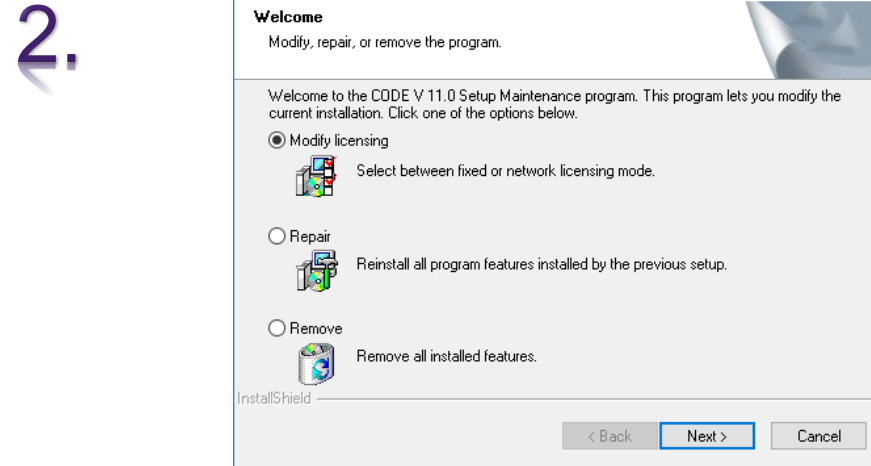 2.
Welcome
Modify, repair, or remove the program.
Welcome to the CODE V 11.0 Setup Maintenance program. This program lets you modify the
current installation. Click one of the options below.
Modify licensing
Select between fixed or network licensing mode.
Repair
Reinstall all program features installed by the previous setup.
Remove
Remove all installed features.
InstallShield
< Back Next > Cancel